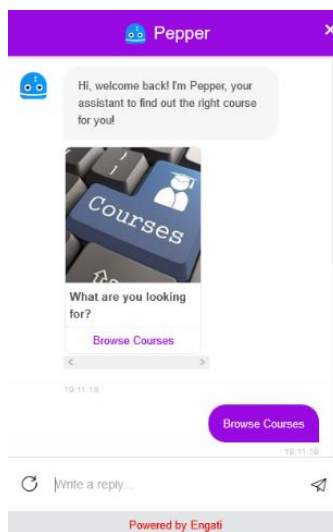 Pepper
Hi, welcome back! I'm Pepper, your
assistant to find out the right course
for you!
Courses
What are you looking
for?
Browse Courses
19:11:18
Browse Courses
19:11:18
Write a reply...
Powered by Engati